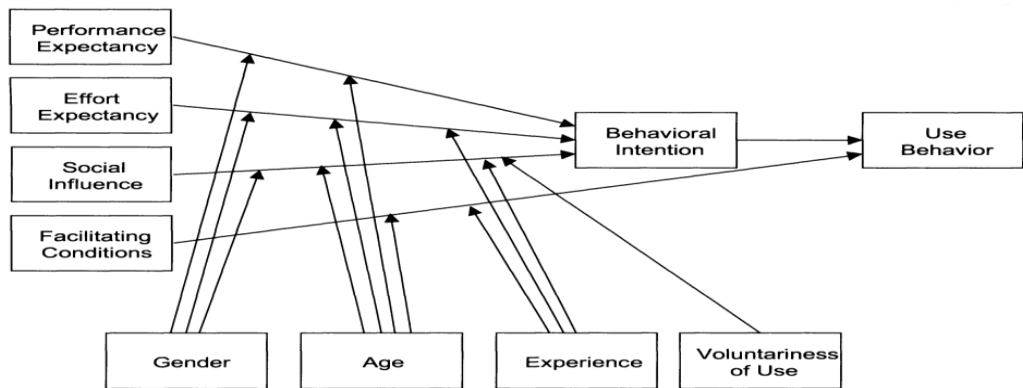 Performance
Expectancy
Effort
Expectancy
Social
Influence
Facilitating
Conditions
Behavioral
Intention
Use
Behavior
Gender
Age
Experience
Voluntariness
of Use